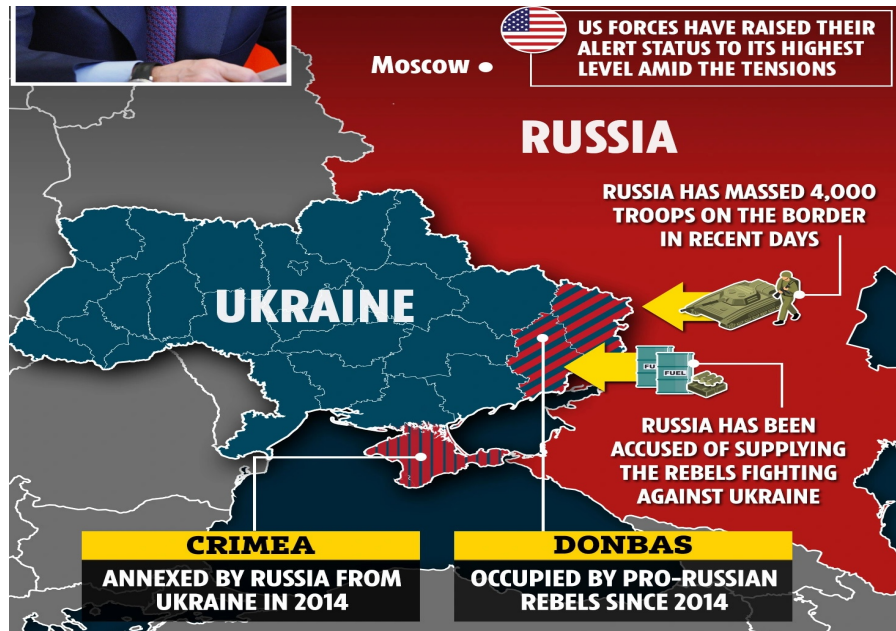 US FORCES HAVE RAISED THEIR
ALERT STATUS TO ITS HIGHEST
LEVEL AMID THE TENSIONS
Moscow
RUSSIA
RUSSIA HAS MASSED 4,000
TROOPS ON THE BORDER
IN RECENT DAYS
UKRAINE
FU
FUEL
RUSSIA HAS BEEN
ACCUSED OF SUPPLYING
THE REBELS FIGHTING
AGAINST UKRAINE
CRIMEA
ANNEXED BY RUSSIA FROM
UKRAINE IN 2014
DONBAS
OCCUPIED BY PRO-RUSSIAN
REBELS SINCE 2014